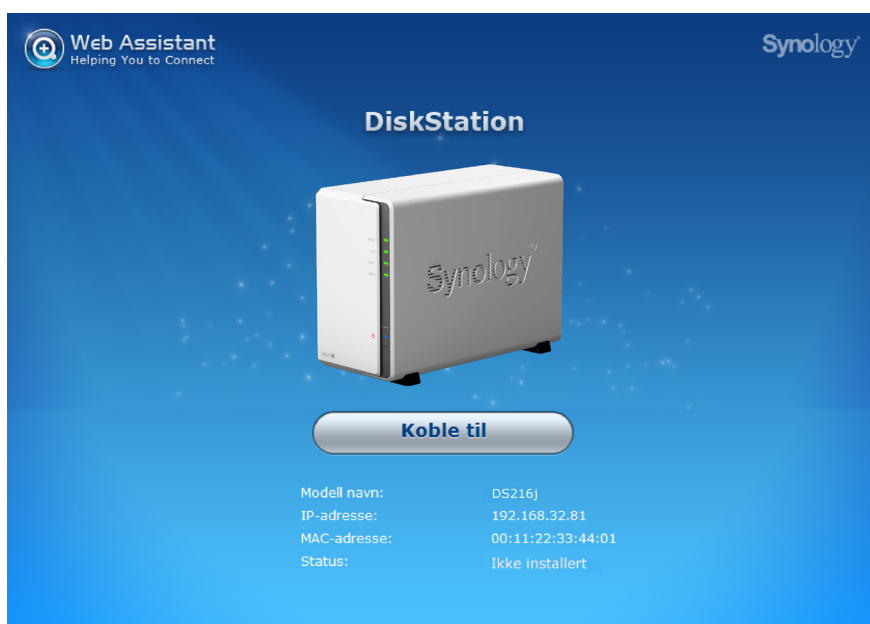 Web Assistant
Helping You to Connect
Synology
DiskStation
Synology
Koble til
Modell navn: DS216j
IP-adresse: 192.168.32.81
MAC-adresse: 00:11:22:33:44:01
Status: Ikke installert